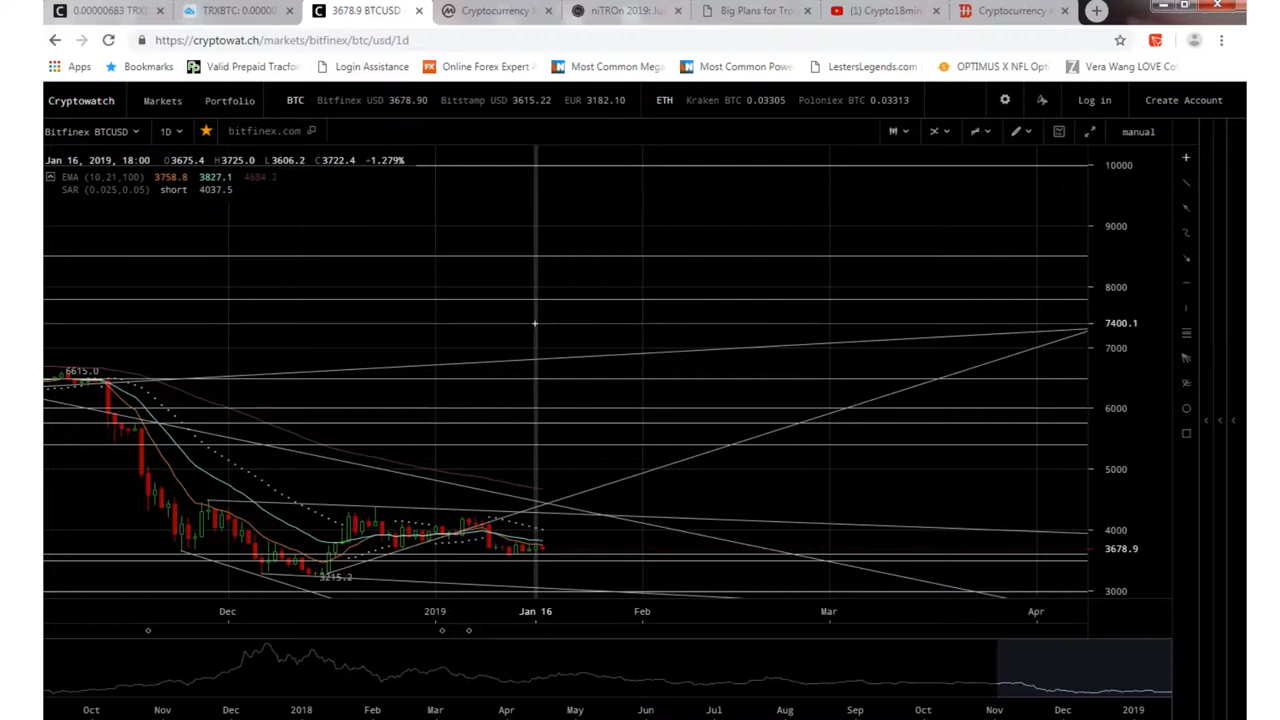 0.00000683 TRXI
TRXBTC: 0.0000
3678.9 BTCUSD
Cryptocurrency
niTROn 2019: Ju
Big Plans for Tro
(1) Crypto18min
Cryptocurrency
https://cryptowat.ch/markets/bitfinex/btc/usd/1d
Apps
Bookmarks
Valid Prepaid Tracfor
Login Assistance
Online Forex Expert
Most Common Mega
Most Common Powe
LestersLegends.com
OPTIMUS X NFL Opti
Vera Wang LOVE Co
Cryptowatch Markets Portfolio BTC Bitfinex USD 3678.90 Bitstamp USD 3615.22 EUR 3182.10 ETH Kraken BTC 0.03305 Poloniex BTC 0.03313 Log in Create Account
Bitfinex BTCUSD 1D bitfinex.com manual
Jan 16, 2019, 18:00 O3675.4 H3725.0 L3606.2 C3722.4 +1.279%
EMA (10,21,100) 3758.8 3827.1 4684.2
SAR (0.025,0.05) short 4037.5
10000
9000
8000
7400.1
7000
6615.0
6000
5000
4000
3678.9
3215.2
3000
Dec 2019 Jan 16 Feb Mar Apr
Oct Nov Dec 2018 Feb Mar Apr May Jun Jul Aug Sep Oct Nov Dec 2019